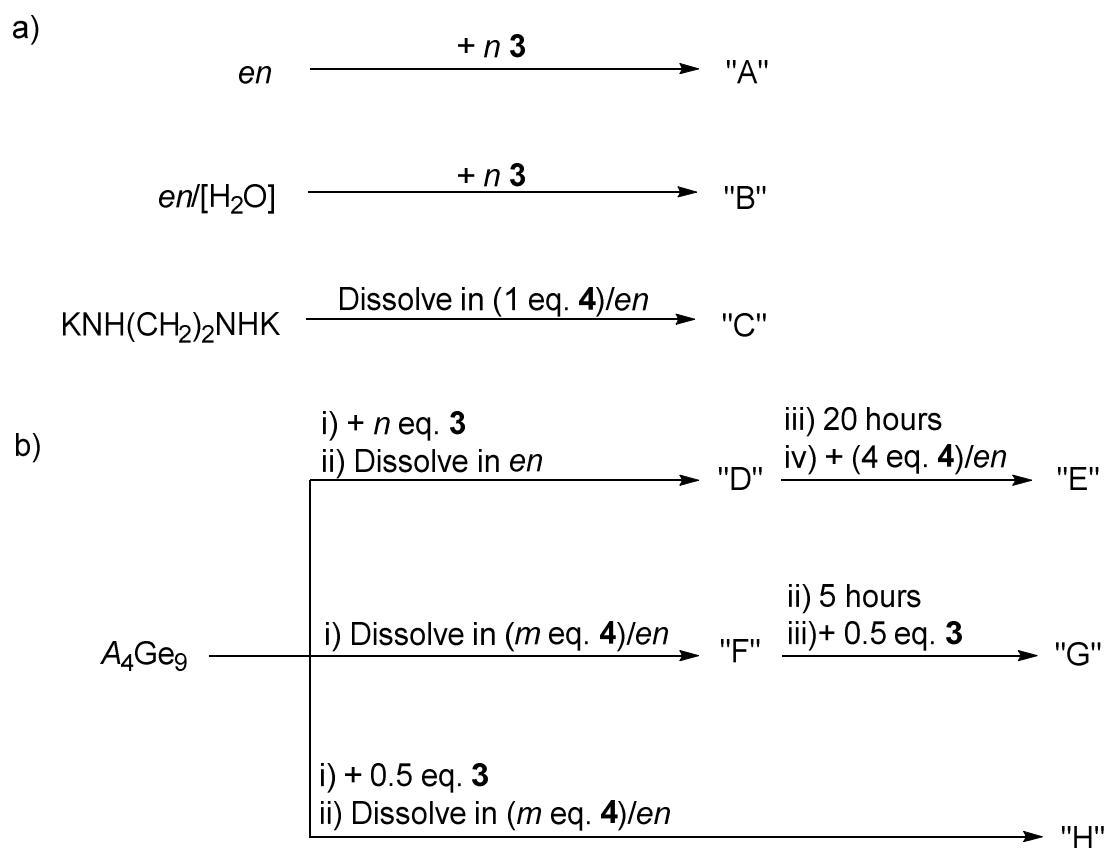 a)
+ n 3
en
"A"
+ n 3
en/[H₂O]
"B"
Dissolve in (1 eq. 4)/en
KNH(CH₂)₂NHK
"C"
b)
i) + n eq. 3
ii) Dissolve in en
"D"
iii) 20 hours
iv) + (4 eq. 4)/en
"E"
A₄Ge₉
i) Dissolve in (m eq. 4)/en
"F"
ii) 5 hours
iii)+ 0.5 eq. 3
"G"
i) + 0.5 eq. 3
ii) Dissolve in (m eq. 4)/en
"H"